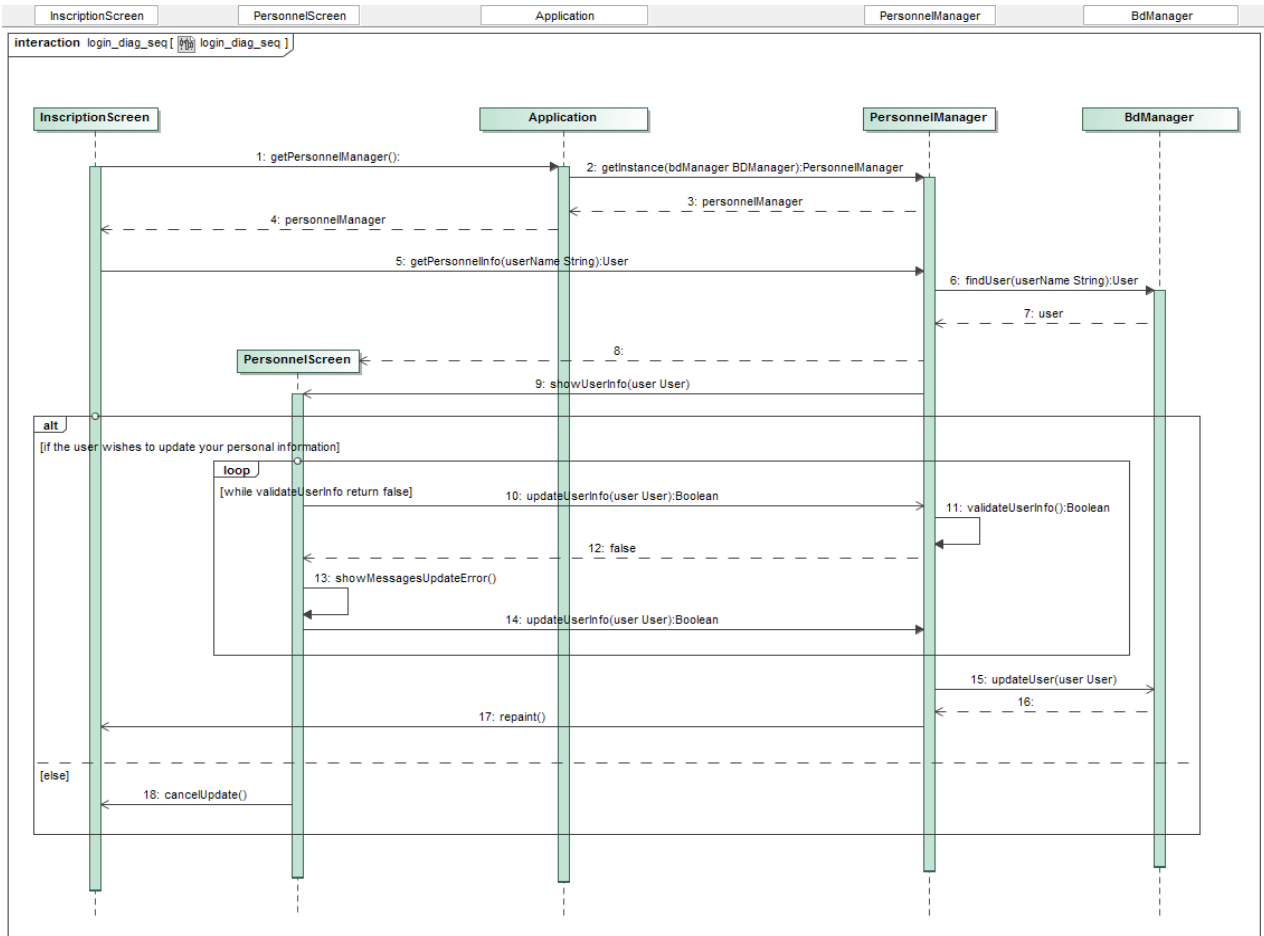 InscriptionScreen
PersonnelScreen
Application
PersonnelManager
BdManager
interaction login_diag_seq [ login_diag_seq ]
InscriptionScreen
Application
PersonnelManager
BdManager
1: getPersonnelManager():
2: getInstance(bdManager BDManager):PersonnelManager
3: personnelManager
4: personnelManager
5: getPersonnelInfo(userName String):User
6: findUser(userName String):User
7: user
8:
PersonnelScreen
9: showUserInfo(user User)
alt
[if the user wishes to update your personal information]
loop
[while validateUserInfo return false]
10: updateUserInfo(user User):Boolean
11: validateUserInfo():Boolean
12: false
13: showMessagesUpdateError()
14: updateUserInfo(user User):Boolean
15: updateUser(user User)
16:
17: repaint()
[else]
18: cancelUpdate()